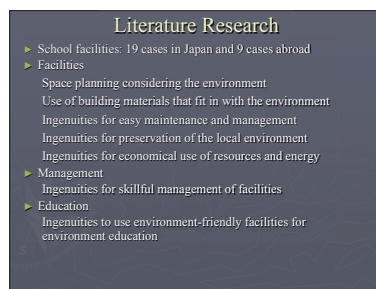 Literature Research
► School facilities: 19 cases in Japan and 9 cases abroad
► Facilities
Space planning considering the environment
Use of building materials that fit in with the environment
Ingenuities for easy maintenance and management
Ingenuities for preservation of the local environment
Ingenuities for economical use of resources and energy
► Management
Ingenuities for skillful management of facilities
► Education
Ingenuities to use environment-friendly facilities for
environment education